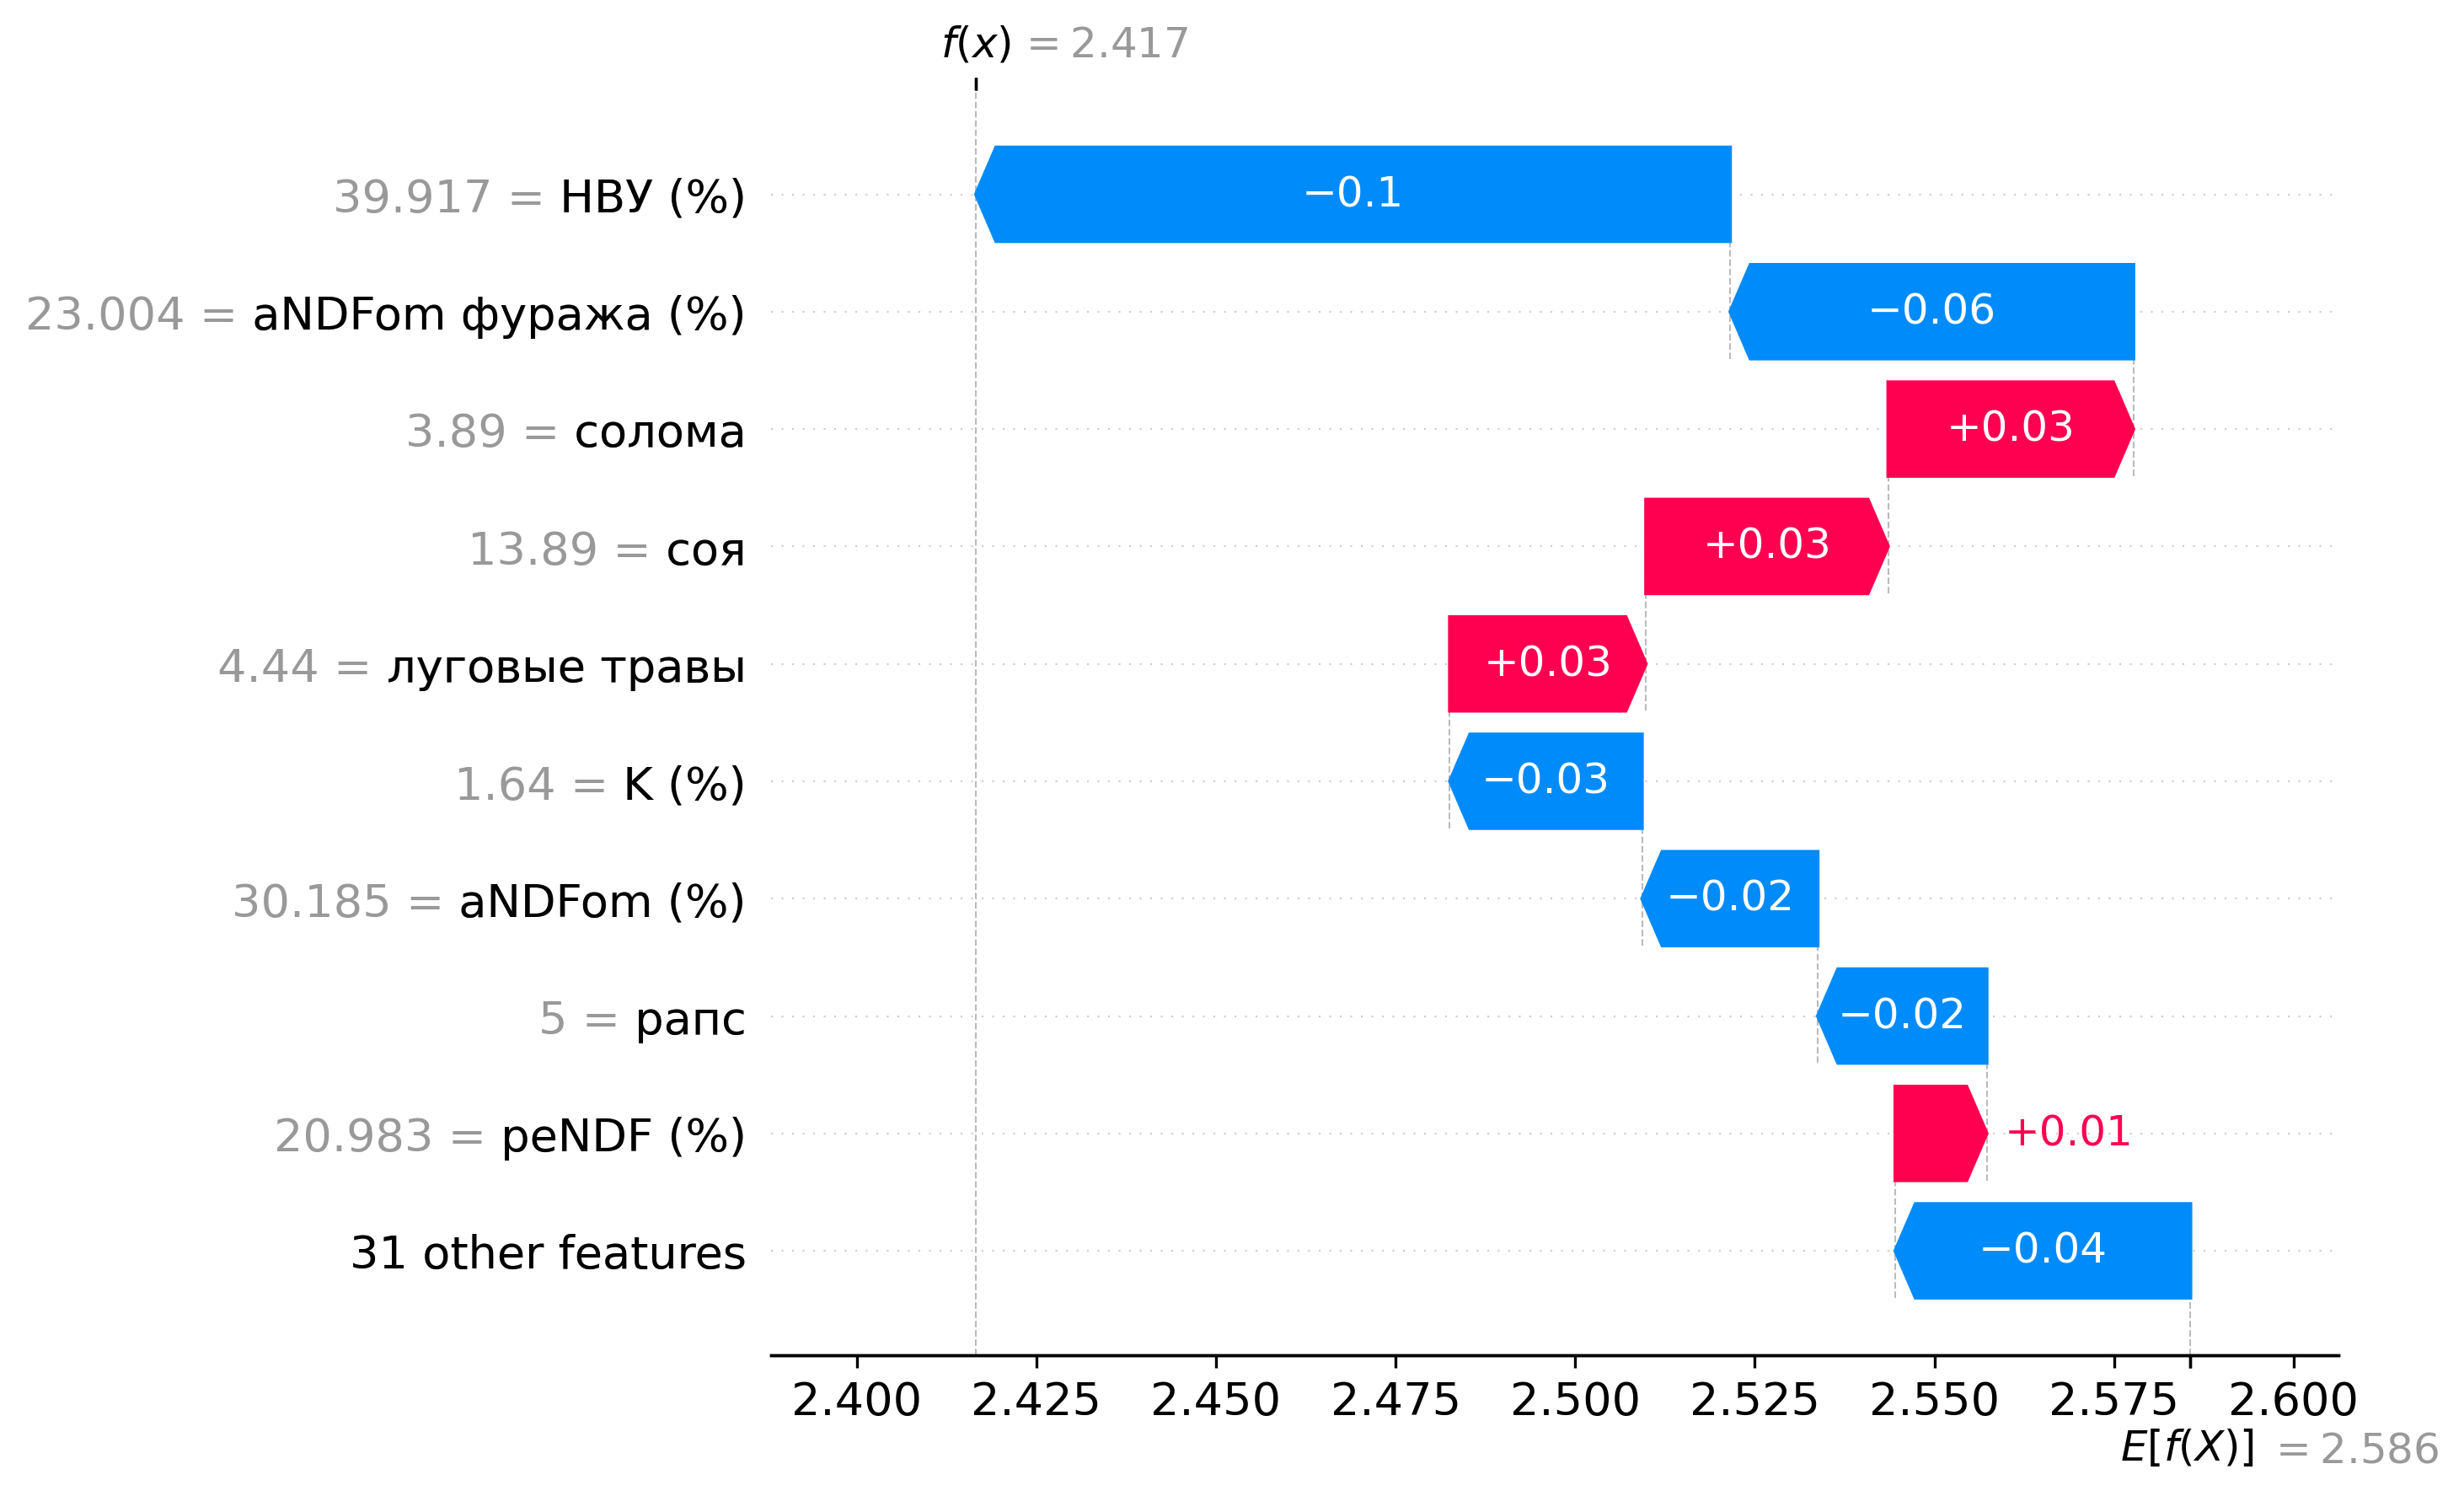 f(x) = 2.417
39.917 = НВУ (%)
−0.1
23.004 = aNDFom фуража (%)
−0.06
3.89 = солома
+0.03
13.89 = соя
+0.03
4.44 = луговые травы
+0.03
1.64 = K (%)
−0.03
30.185 = aNDFom (%)
−0.02
5 = рапс
−0.02
20.983 = peNDF (%)
+0.01
31 other features
−0.04
2.400 2.425 2.450 2.475 2.500 2.525 2.550 2.575 2.600
E[f(X)] = 2.586